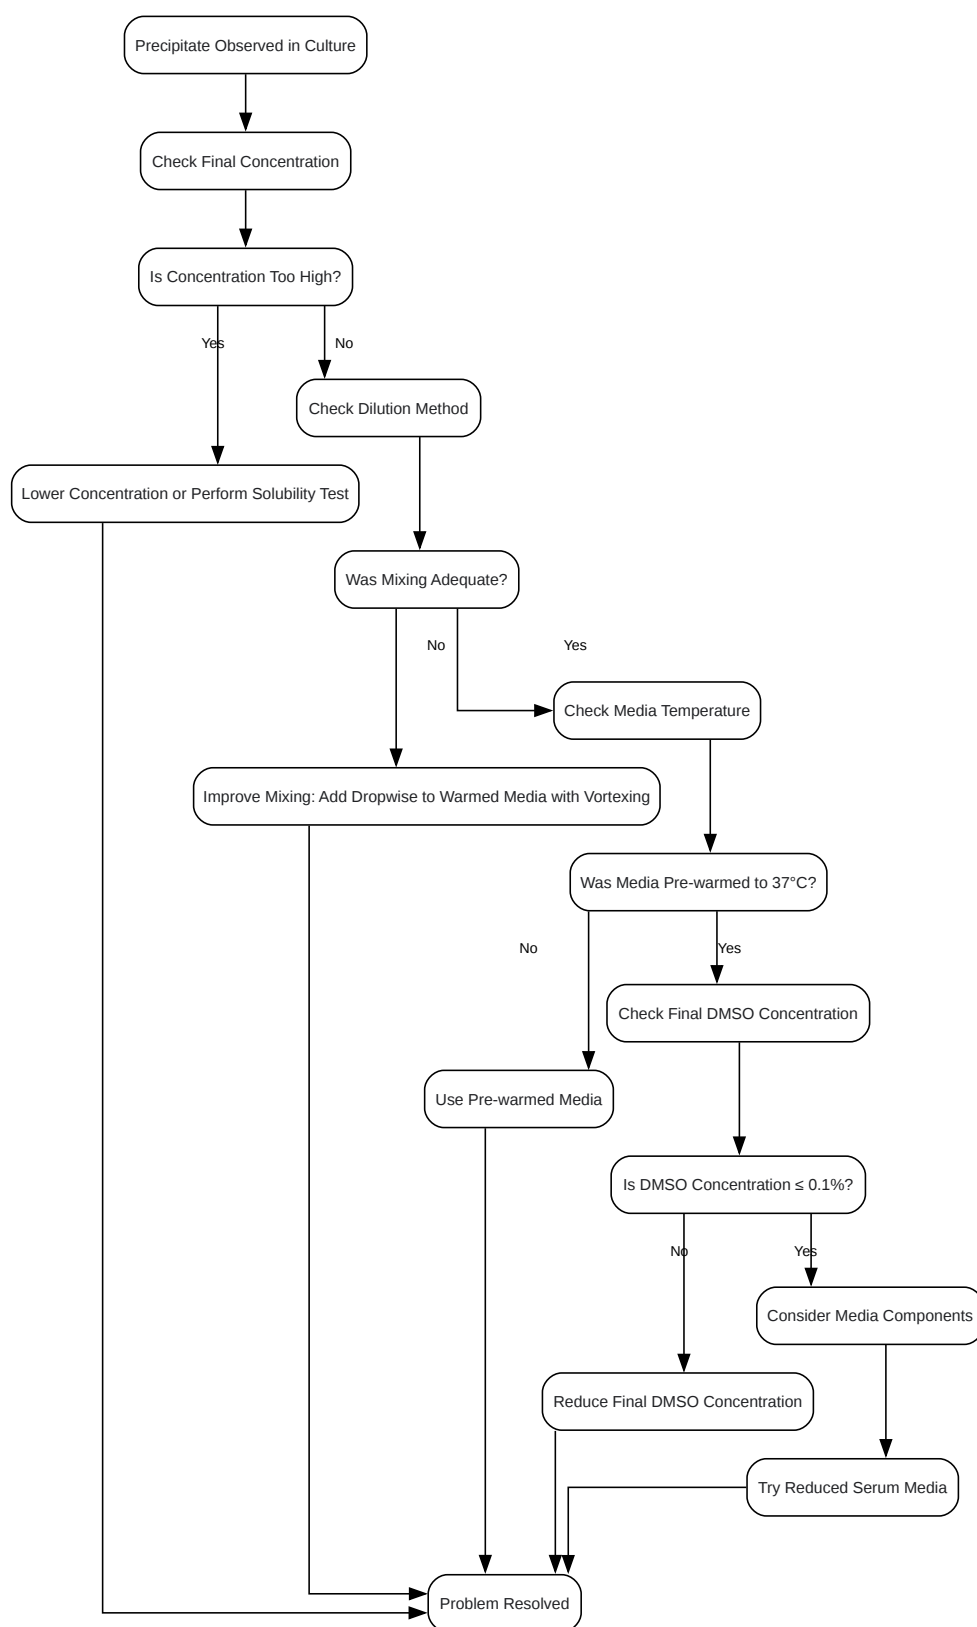 Precipitate Observed in Culture
Check Final Concentration
Is Concentration Too High?
Yes
No
Check Dilution Method
Lower Concentration or Perform Solubility Test
Was Mixing Adequate?
No
Yes
Check Media Temperature
Improve Mixing: Add Dropwise to Warmed Media with Vortexing
Was Media Pre-warmed to 37°C?
No
Yes
Check Final DMSO Concentration
Use Pre-warmed Media
Is DMSO Concentration ≤ 0.1%?
No
Yes
Consider Media Components
Reduce Final DMSO Concentration
Try Reduced Serum Media
Problem Resolved